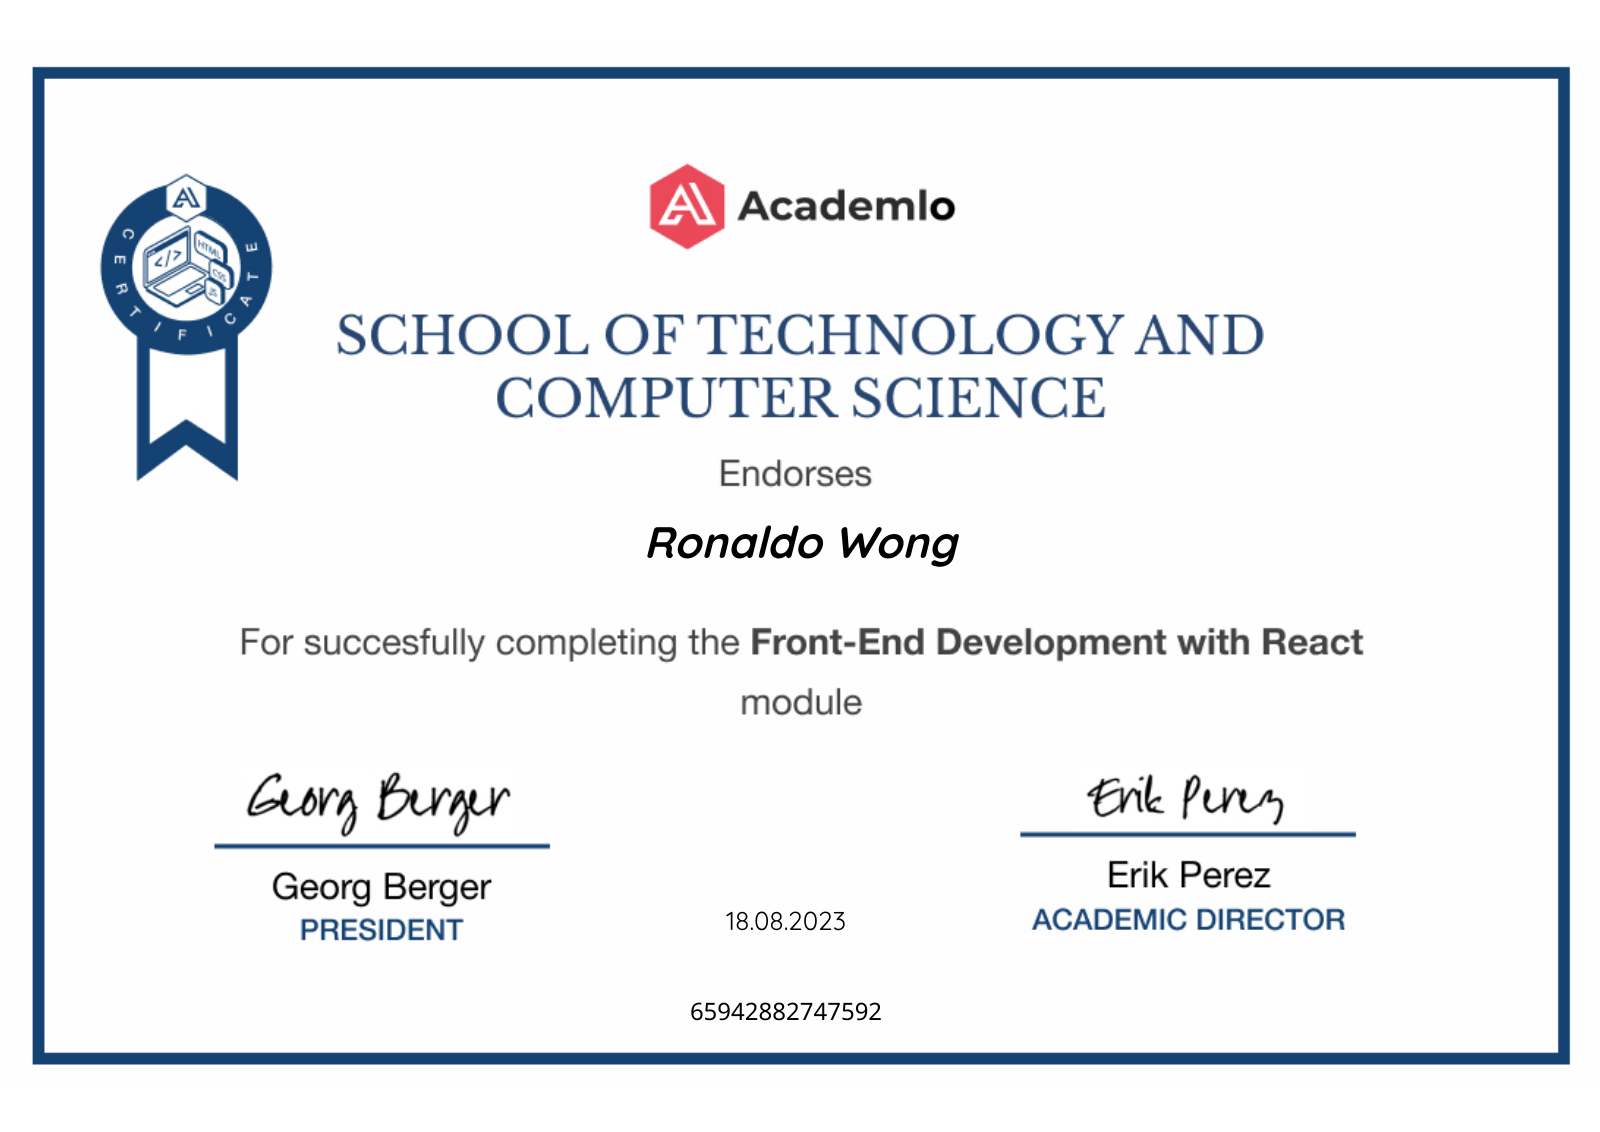 Academlo
CERTIFICATE
</>
HTML
CSS
JS
SCHOOL OF TECHNOLOGY AND
COMPUTER SCIENCE
Endorses
Ronaldo Wong
For succesfully completing the Front-End Development with React
module
Georg Berger
Erik Perez
Georg Berger
Erik Perez
PRESIDENT
ACADEMIC DIRECTOR
18.08.2023
65942882747592